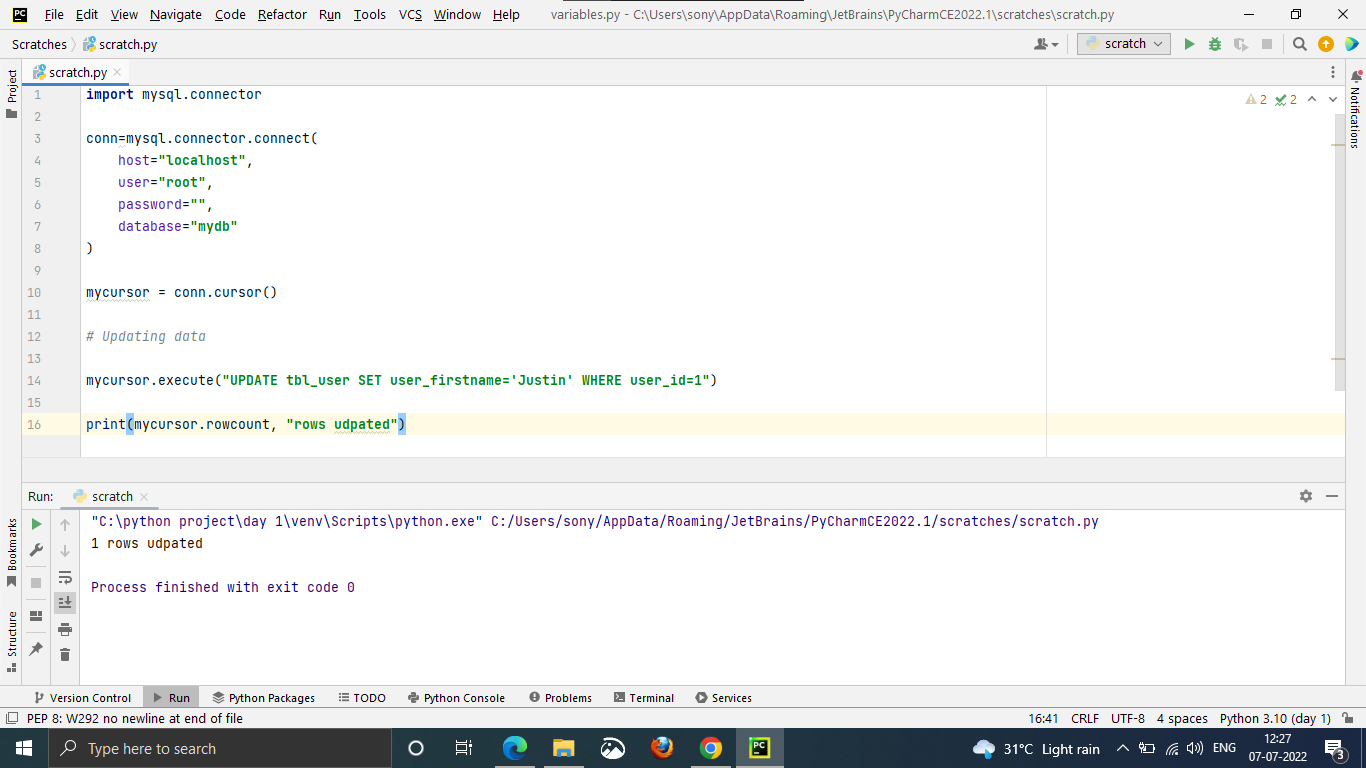 File Edit View Navigate Code Refactor Run Tools VCS Window Help variables.py - C:\Users\sony\AppData\Roaming\JetBrains\PyCharmCE2022.1\scratches\scratch.py
Scratches scratch.py scratch
Project
scratch.py
Notifications
2 2
1 import mysql.connector
2
3 conn=mysql.connector.connect(
4     host="localhost",
5     user="root",
6     password="",
7     database="mydb"
8 )
9
10 mycursor = conn.cursor()
11
12 # Updating data
13
14 mycursor.execute("UPDATE tbl_user SET user_firstname='Justin' WHERE user_id=1")
15
16 print(mycursor.rowcount, "rows udpated")
Run: scratch
"C:\python project\day 1\venv\Scripts\python.exe" C:/Users/sony/AppData/Roaming/JetBrains/PyCharmCE2022.1/scratches/scratch.py
1 rows udpated
Process finished with exit code 0
Bookmarks
Structure
Version Control Run Python Packages TODO Python Console Problems Terminal Services
PEP 8: W292 no newline at end of file 16:41 CRLF UTF-8 4 spaces Python 3.10 (day 1)
Type here to search PC 31°C Light rain ENG 12:27
07-07-2022 3